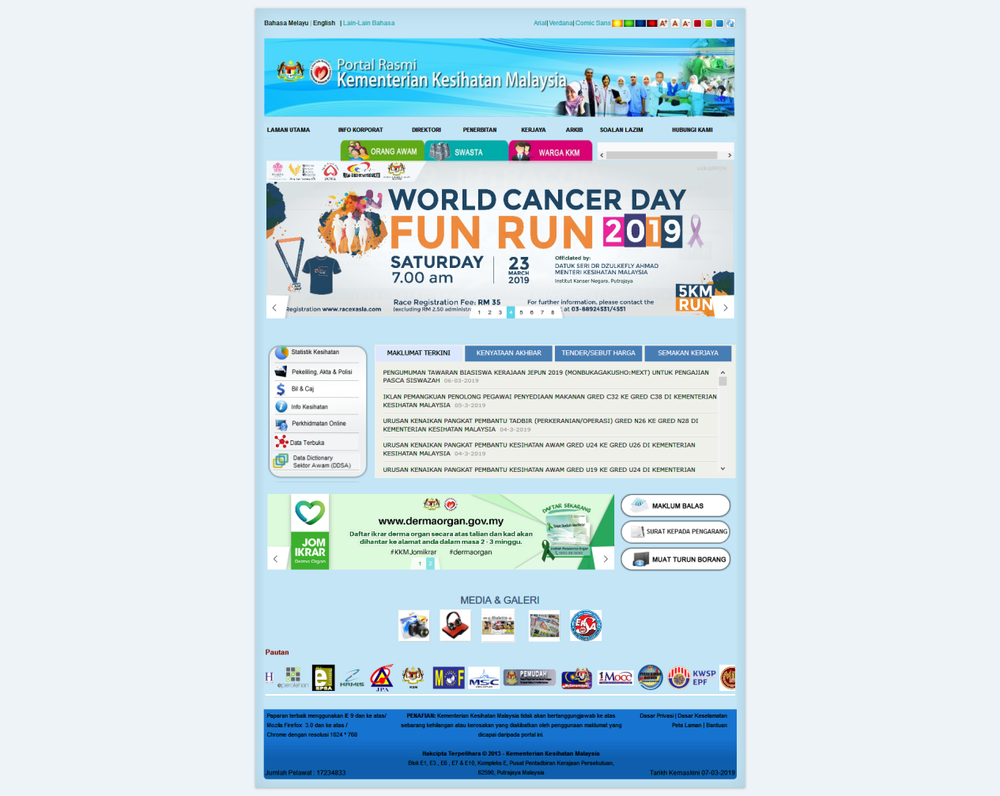 Bahasa Melayu | English | Lain-Lain Bahasa
Arial| Verdana| Comic Sans A+ A A-
Portal Rasmi
Kementerian Kesihatan Malaysia
LAMAN UTAMA INFO KORPORAT DIREKTORI PENERBITAN KERJAYA ARKIB SOALAN LAZIM HUBUNGI KAMI
ORANG AWAM SWASTA WARGA KKM
WORLD CANCER DAY
FUN RUN 2019
SATURDAY
7.00 am
23
MARCH
2019
Officiated by:
DATUK SERI DR DZULKEFLY AHMAD
MENTERI KESIHATAN MALAYSIA
Institut Kanser Negara, Putrajaya
5KM
RUN
Race Registration Fee: RM 35
For further information, please contact the
egistration www.racexasia.com
(excluding RM 2.50 administra
at 03-88924531/4551
1 2 3 4 5 6 7 8
Statistik Kesihatan
Pekeliling, Akta & Polisi
Bil & Caj
Info Kesihatan
Perkhidmatan Online
Data Terbuka
Data Dictionary
Sektor Awam (DDSA)
MAKLUMAT TERKINI KENYATAAN AKHBAR TENDER/SEBUT HARGA SEMAKAN KERJAYA
PENGUMUMAN TAWARAN BIASISWA KERAJAAN JEPUN 2019 (MONBUKAGAKUSHO:MEXT) UNTUK PENGAJIAN
PASCA SISWAZAH 06-03-2019
IKLAN PEMANGKUAN PENOLONG PEGAWAI PENYEDIAAN MAKANAN GRED C32 KE GRED C38 DI KEMENTERIAN
KESIHATAN MALAYSIA 05-3-2019
URUSAN KENAIKAN PANGKAT PEMBANTU TADBIR (PERKERANIAN/OPERASI) GRED N26 KE GRED N28 DI
KEMENTERIAN KESIHATAN MALAYSIA 04-3-2019
URUSAN KENAIKAN PANGKAT PEMBANTU KESIHATAN AWAM GRED U24 KE GRED U26 DI KEMENTERIAN
KESIHATAN MALAYSIA 04-3-2019
URUSAN KENAIKAN PANGKAT PEMBANTU KESIHATAN AWAM GRED U19 KE GRED U24 DI KEMENTERIAN
JOM
IKRAR
Derma Organ
www.dermaorgan.gov.my
Daftar ikrar derma organ secara atas talian dan kad akan
dihantar ke alamat anda dalam masa 2 - 3 minggu.
#KKMJomikrar #dermaorgan
DAFTAR SEKARANG
1 2
MAKLUM BALAS
SURAT KEPADA PENGARANG
MUAT TURUN BORANG
MEDIA & GALERI
e-Buletin
EKSA
Pautan
H
eperolehan
e
EPSA
HRMIS
JPA
KSN
MOF
MSC
PEMUDAH
1Mocc
KWSP
EPF
Paparan terbaik menggunakan IE 9 dan ke atas/
Mozila Firefox 3.0 dan ke atas /
Chrome dengan resolusi 1024 * 768
PENAFIAN: Kementerian Kesihatan Malaysia tidak akan bertanggungjawab ke atas
sebarang kehilangan atau kerosakan yang diakibatkan oleh penggunaan maklumat yang
dicapai daripada portal ini.
Dasar Privasi | Dasar Keselamatan
Peta Laman | Bantuan
Hakcipta Terpelihara © 2013 - Kementerian Kesihatan Malaysia
Blok E1, E3 , E6 , E7 & E10, Kompleks E, Pusat Pentadbiran Kerajaan Persekutuan,
62590, Putrajaya Malaysia
Jumlah Pelawat : 17234833
Tarikh Kemaskini 07-03-2019